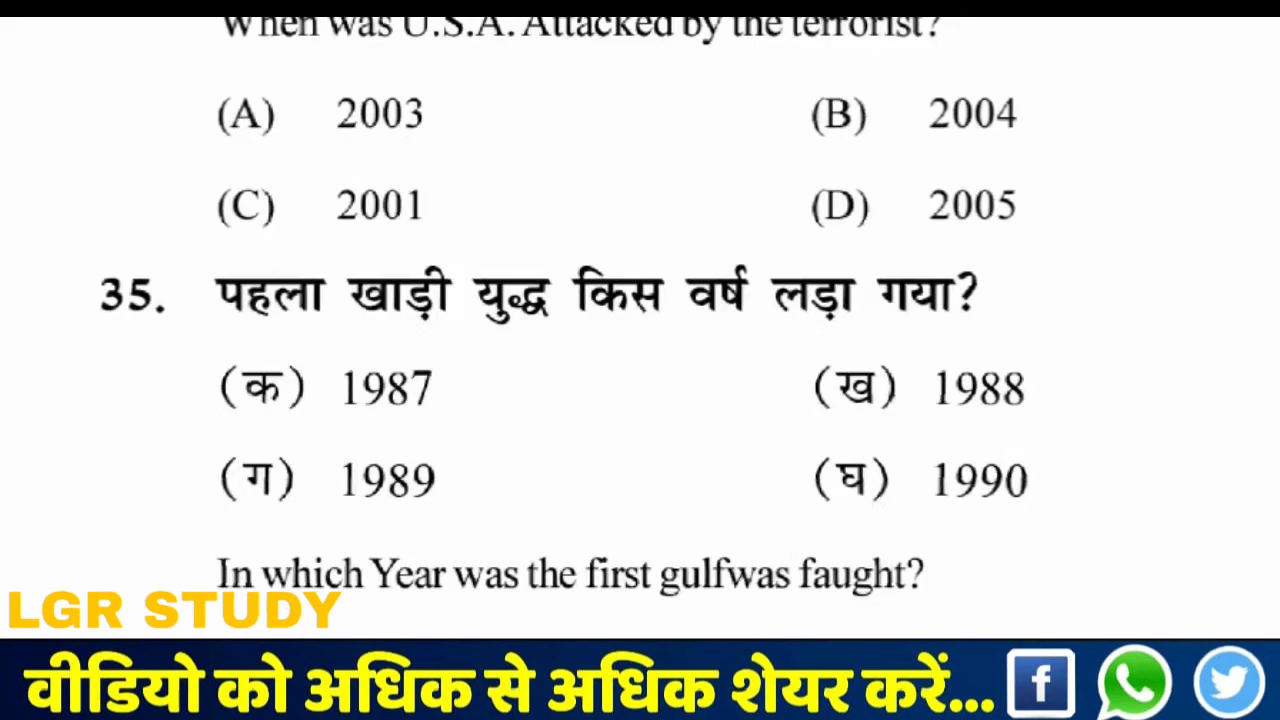 When was U.S.A. Attacked by the terrorist?
(A) 2003 (B) 2004
(C) 2001 (D) 2005
35. पहला खाड़ी युद्ध किस वर्ष लड़ा गया?
(क) 1987 (ख) 1988
(ग) 1989 (घ) 1990
In which Year was the first gulfwas faught?
LGR STUDY
वीडियो को अधिक से अधिक शेयर करें...